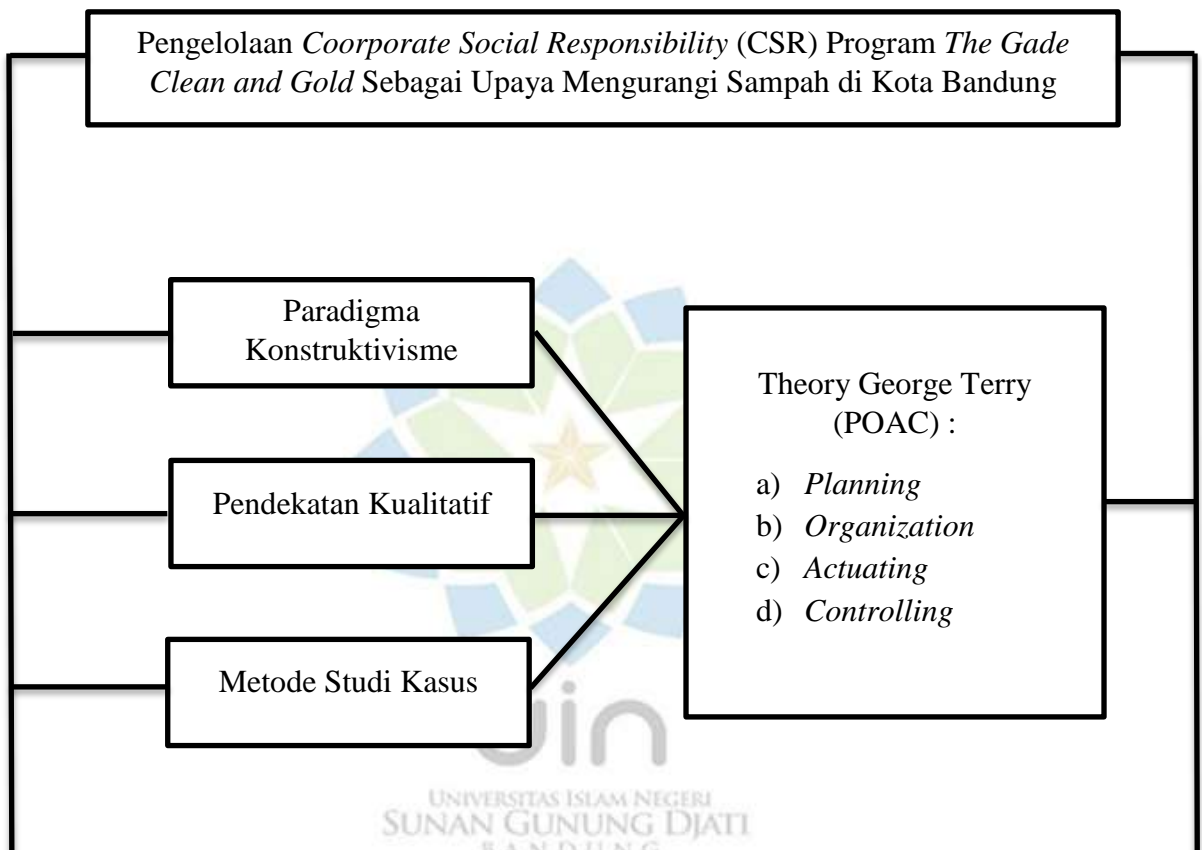 Pengelolaan Coorporate Social Responsibility (CSR) Program The Gade
Clean and Gold Sebagai Upaya Mengurangi Sampah di Kota Bandung
Paradigma
Konstruktivisme
Pendekatan Kualitatif
Metode Studi Kasus
Theory George Terry
(POAC) :
a) Planning
b) Organization
c) Actuating
d) Controlling
uin
UNIVERSITAS ISLAM NEGERI
SUNAN GUNUNG DJATI
BANDUNG